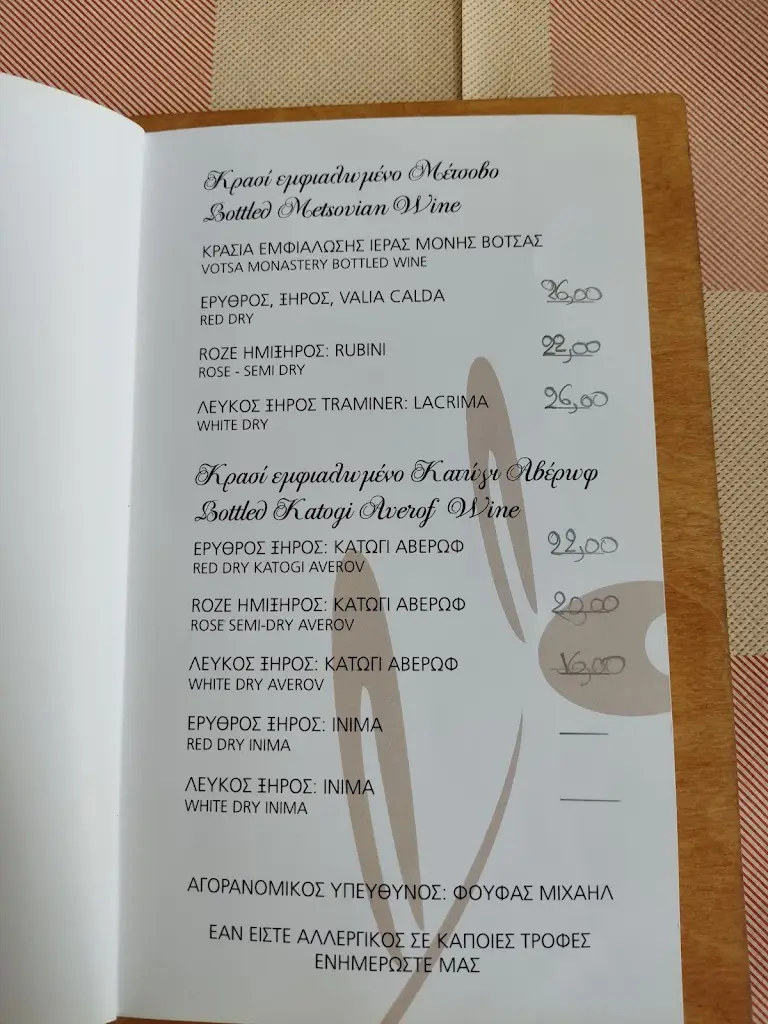 Κρασί εμφιαλωμένο Μέτσοβο
Bottled Metsovian Wine
ΚΡΑΣΙΑ ΕΜΦΙΑΛΩΣΗΣ ΙΕΡΑΣ ΜΟΝΗΣ ΒΟΤΣΑΣ
VOTSA MONASTERY BOTTLED WINE
ΕΡΥΘΡΟΣ, ΞΗΡΟΣ, VALIA CALDA 26,00
RED DRY
ROZE ΗΜΙΞΗΡΟΣ: RUBINI 22,00
ROSE - SEMI DRY
ΛΕΥΚΟΣ ΞΗΡΟΣ TRAMINER: LACRIMA 26,00
WHITE DRY
Κρασί εμφιαλωμένο Κατώγι Αβέρωφ
Bottled Katogi Averof Wine
ΕΡΥΘΡΟΣ ΞΗΡΟΣ: ΚΑΤΩΓΙ ΑΒΕΡΩΦ 22,00
RED DRY KATOGI AVEROV
ROZE ΗΜΙΞΗΡΟΣ: ΚΑΤΩΓΙ ΑΒΕΡΩΦ 20,00
ROSE SEMI-DRY AVEROV
ΛΕΥΚΟΣ ΞΗΡΟΣ: ΚΑΤΩΓΙ ΑΒΕΡΩΦ
WHITE DRY AVEROV
ΕΡΥΘΡΟΣ ΞΗΡΟΣ: INIMA
RED DRY INIMA
ΛΕΥΚΟΣ ΞΗΡΟΣ: INIMA
WHITE DRY INIMA
ΑΓΟΡΑΝΟΜΙΚΟΣ ΥΠΕΥΘΥΝΟΣ: ΦΟΥΦΑΣ ΜΙΧΑΗΛ
ΕΑΝ ΕΙΣΤΕ ΑΛΛΕΡΓΙΚΟΣ ΣΕ ΚΑΠΟΙΕΣ ΤΡΟΦΕΣ
ΕΝΗΜΕΡΩΣΤΕ ΜΑΣ